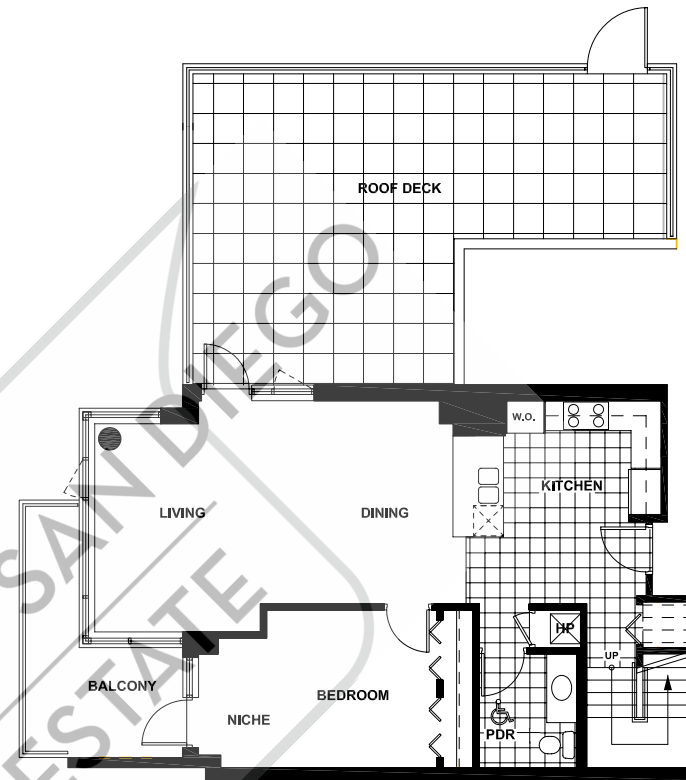 ROOF DECK
W.O.
KITCHEN
LIVING
DINING
HP
UP
BALCONY
BEDROOM
NICHE
PDR
SAN DIEGO
ESTATE